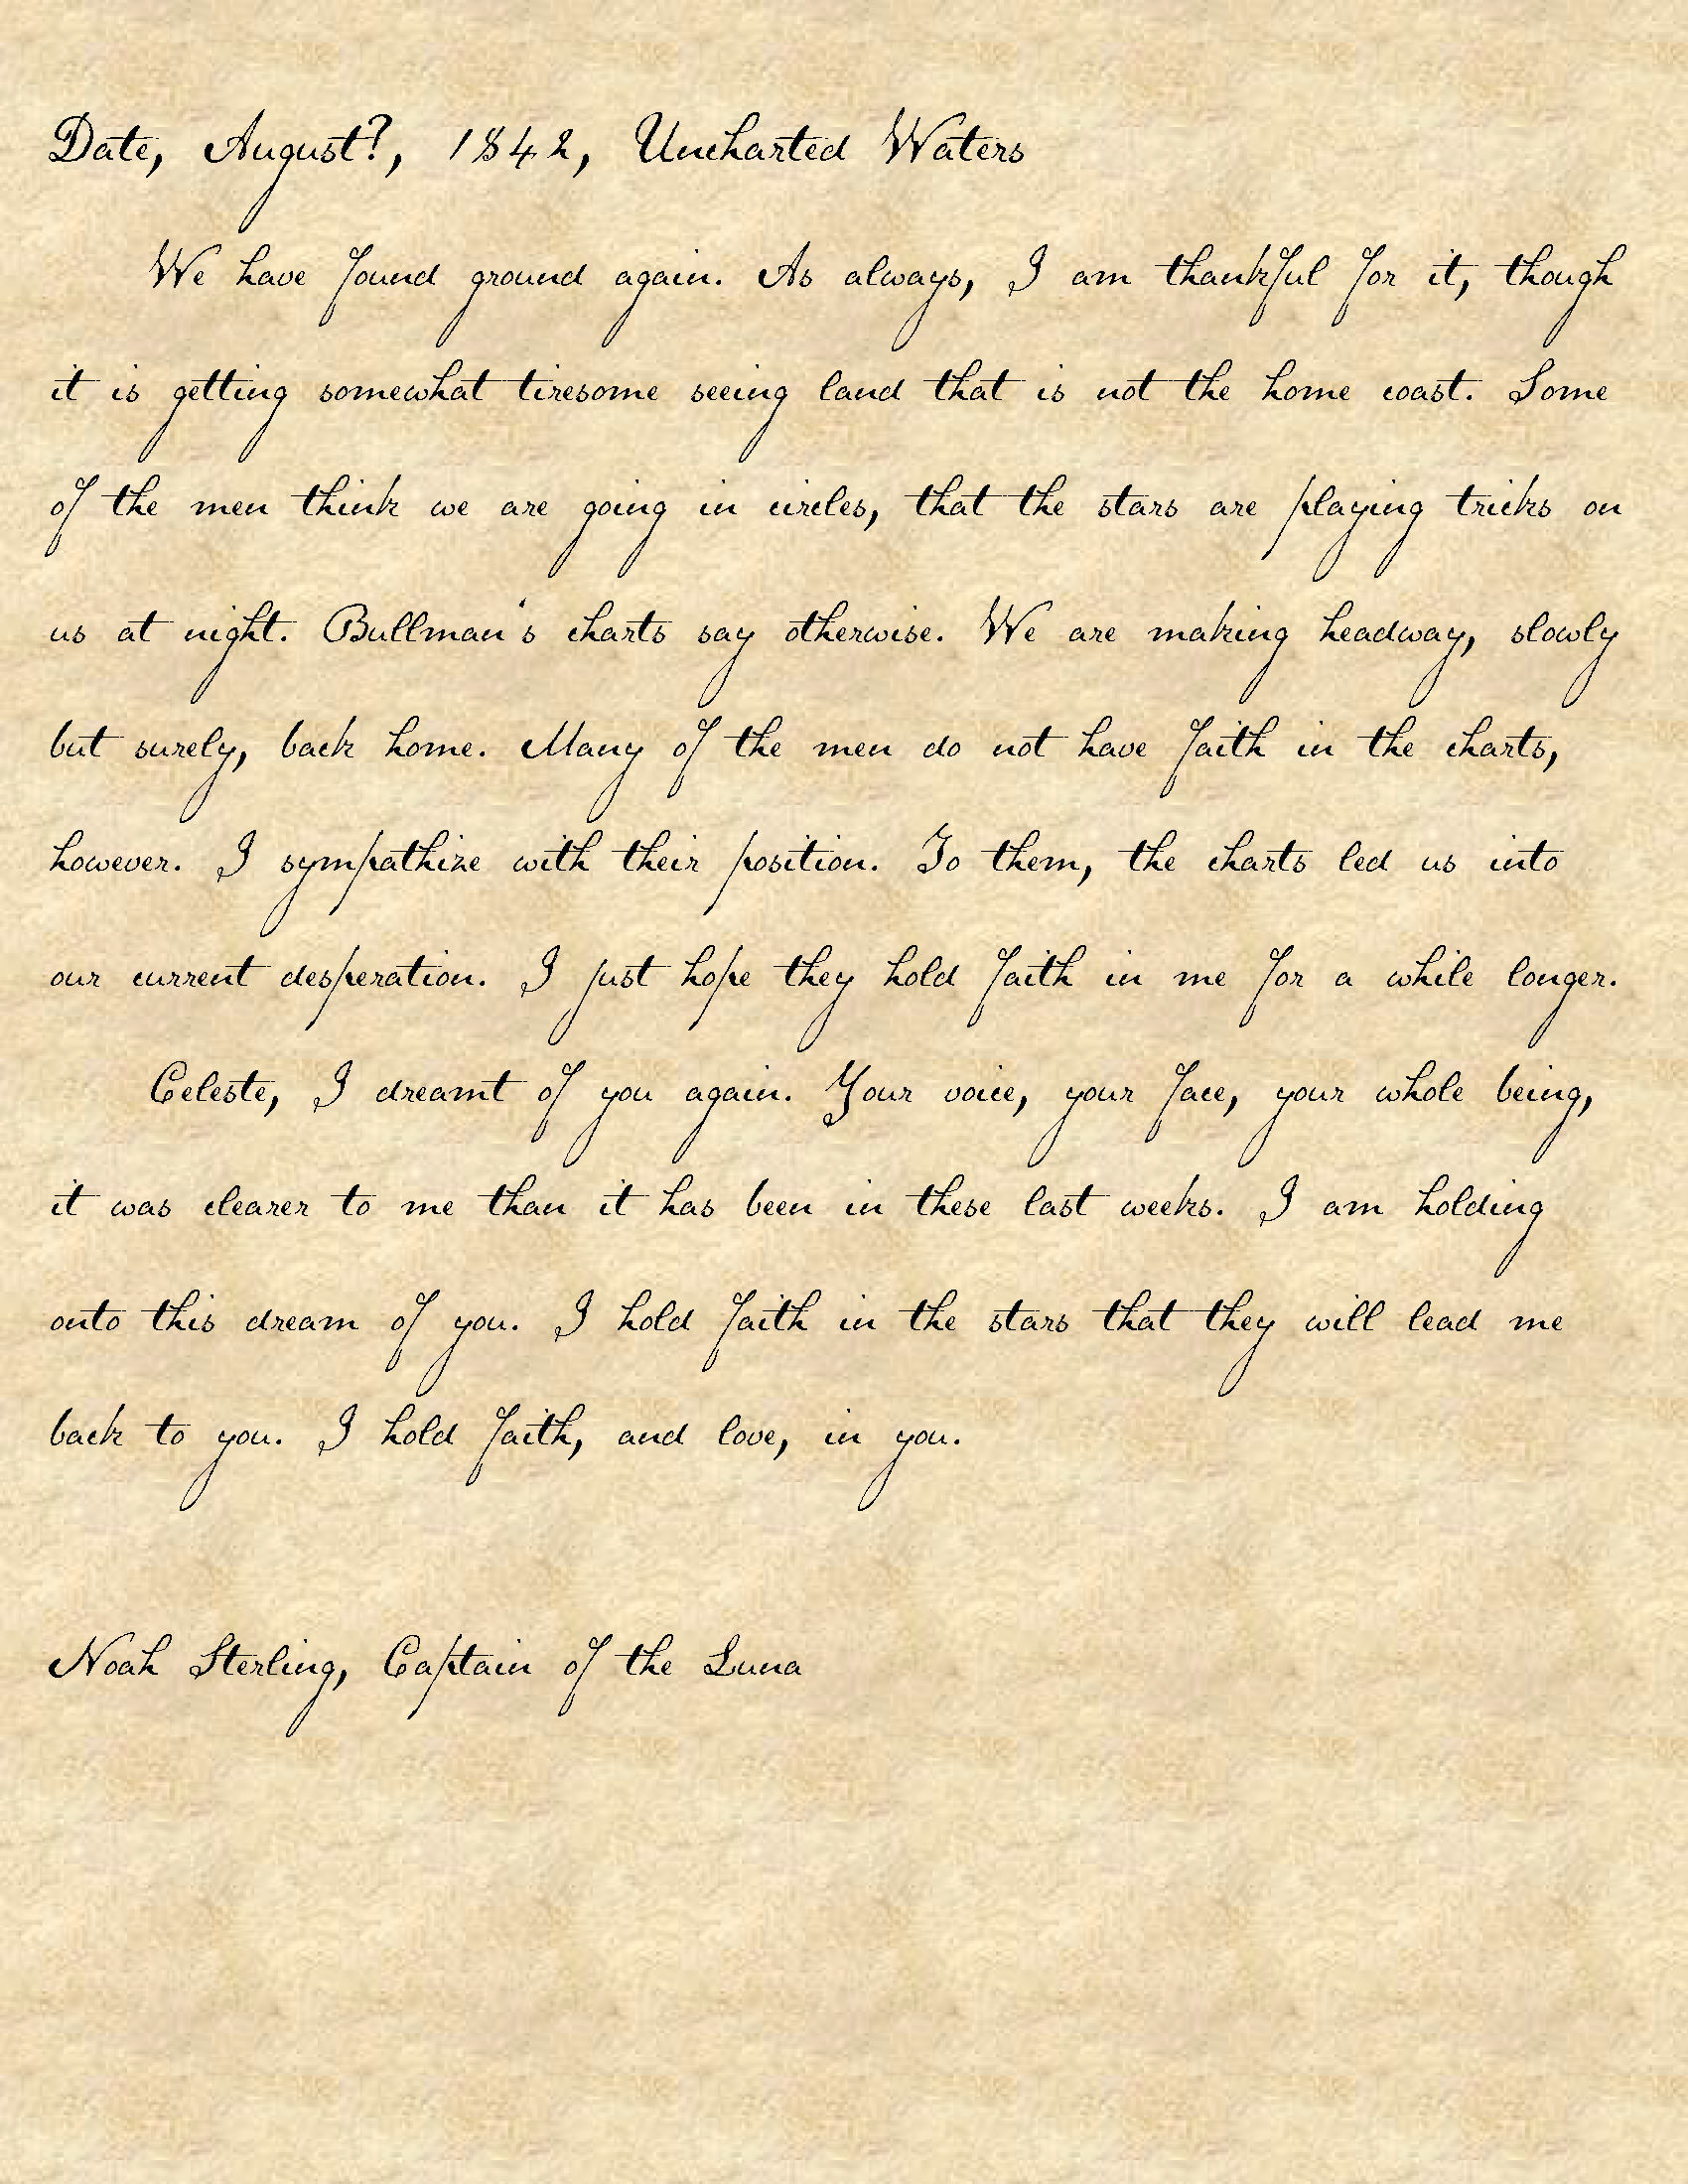 Date, August?, 1842, Uncharted Waters
We have found ground again. As always, I am thankful for it, though
it is getting somewhat tiresome seeing land that is not the home coast. Some
of the men think we are going in circles, that the stars are playing tricks on
us at night. Bullman's charts say otherwise. We are making headway, slowly
but surely, back home. Many of the men do not have faith in the charts,
however. I sympathize with their position. To them, the charts led us into
our current desperation. I just hope they hold faith in me for a while longer.
Celeste, I dreamt of you again. Your voice, your face, your whole being,
it was clearer to me than it has been in these last weeks. I am holding
onto this dream of you. I hold faith in the stars that they will lead me
back to you. I hold faith, and love, in you.
Noah Sterling, Captain of the Luna